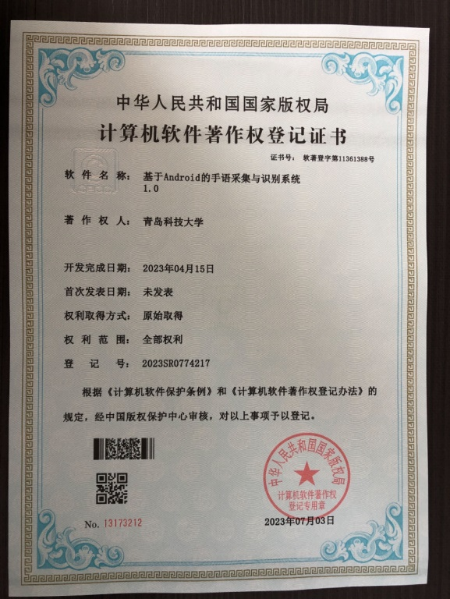 中华人民共和国国家版权局
计算机软件著作权登记证书
证书号： 软著登字第11361388号
软件名称： 基于Android的手语采集与识别系统
1.0
著作权人： 青岛科技大学
开发完成日期： 2023年04月15日
首次发表日期： 未发表
权利取得方式： 原始取得
权利范围： 全部权利
登记号： 2023SR0774217
根据《计算机软件保护条例》和《计算机软件著作权登记办法》的
规定，经中国版权保护中心审核，对以上事项予以登记。
中华人民共和国国家版权局
计算机软件著作权
登记专用章
No. 13173212
2023年07月03日